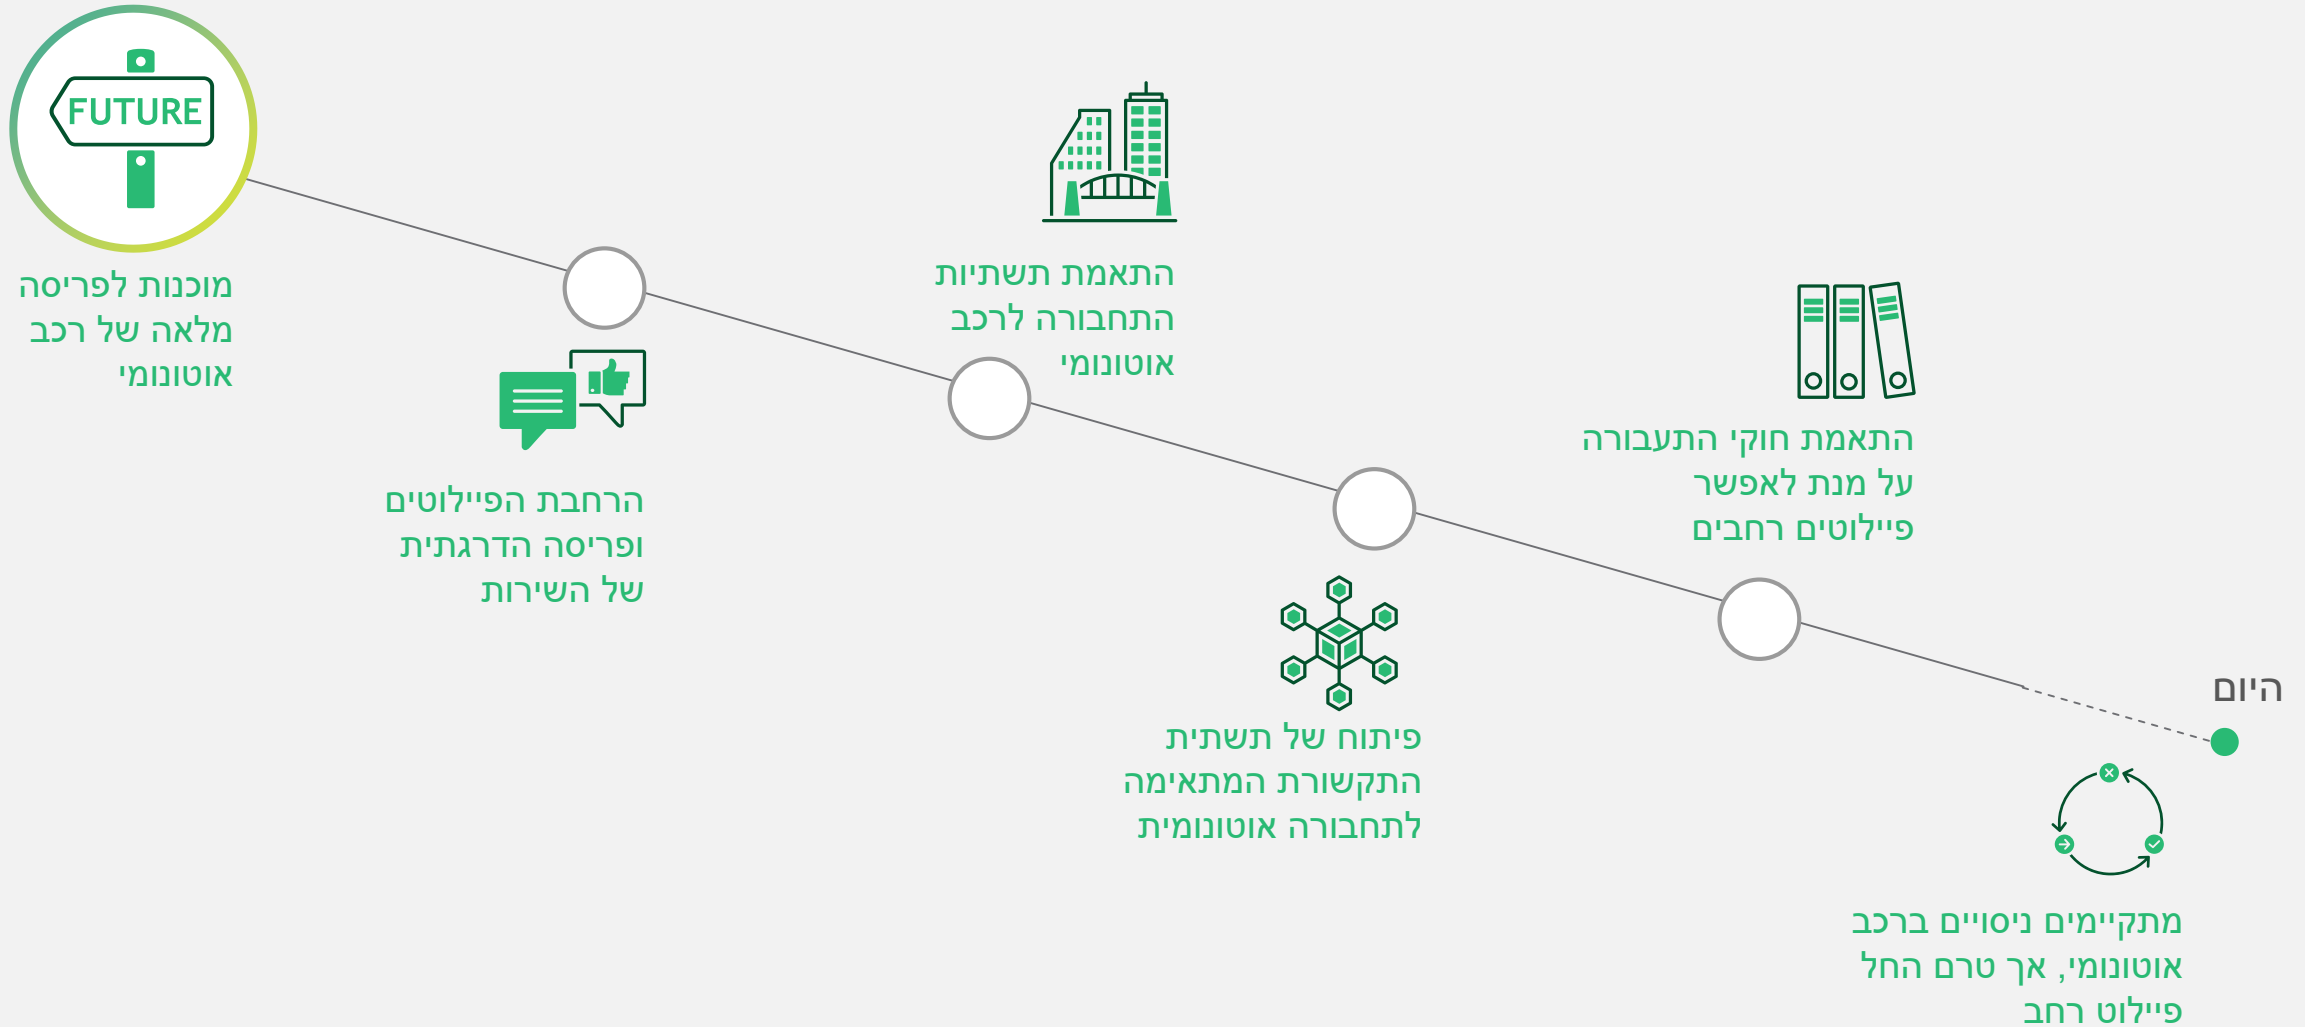 היום
מתקיימים ניסויים ברכב
אוטונומי, אך טרם החל
פיילוט רחב
התאמת חוקי התעבורה
על מנת לאפשר
פיילוטים רחבים
פיתוח של תשתית
התקשורת המתאימה
לתחבורה אוטונומית
התאמת תשתיות
התחבורה לרכב
אוטונומי
הרחבת הפיילוטים
ופריסה הדרגתית
של השירות
FUTURE
מוכנות לפריסה
מלאה של רכב
אוטונומי